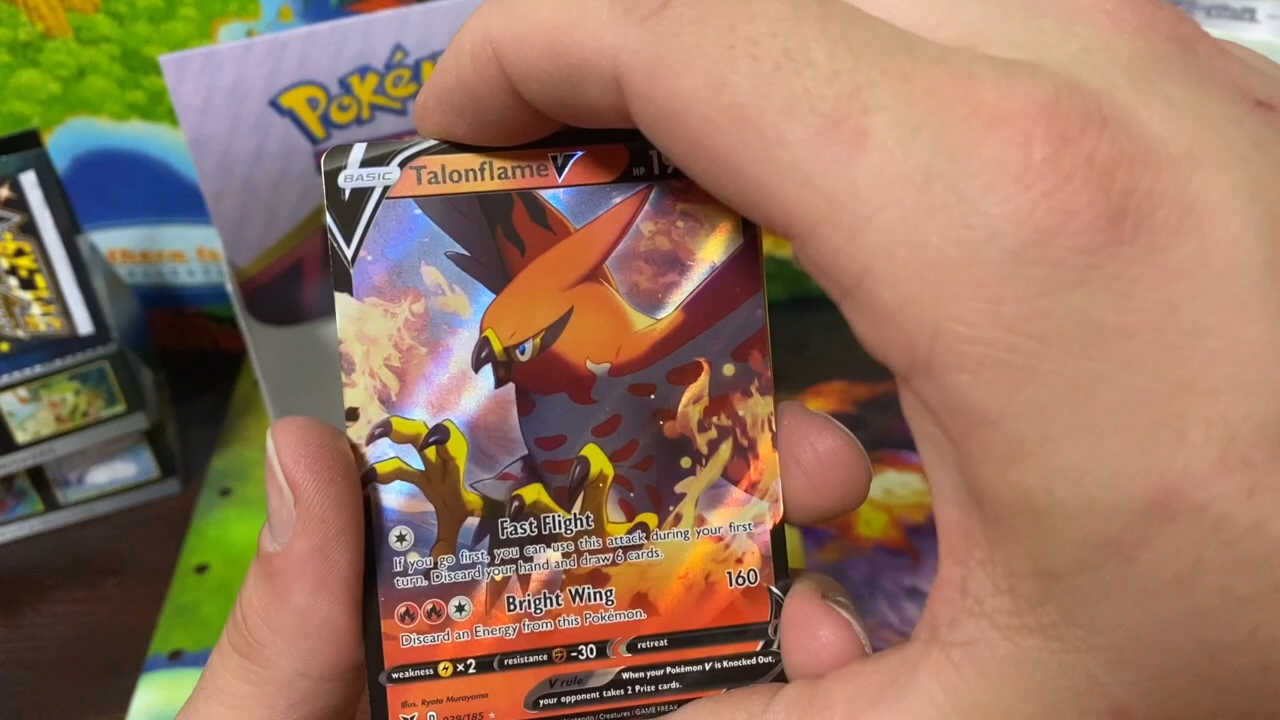 Poké
BASIC Talonflame V HP 19
Fast Flight
If you go first, you can use this attack during your first
turn. Discard your hand and draw 6 cards.
Bright Wing 160
Discard an Energy from this Pokémon.
weakness ×2 resistance -30 retreat
V rule When your Pokémon V is Knocked Out,
your opponent takes 2 Prize cards.
Illus. Ryota Murayama
D 029/185
Nintendo / Creatures / GAME FREAK